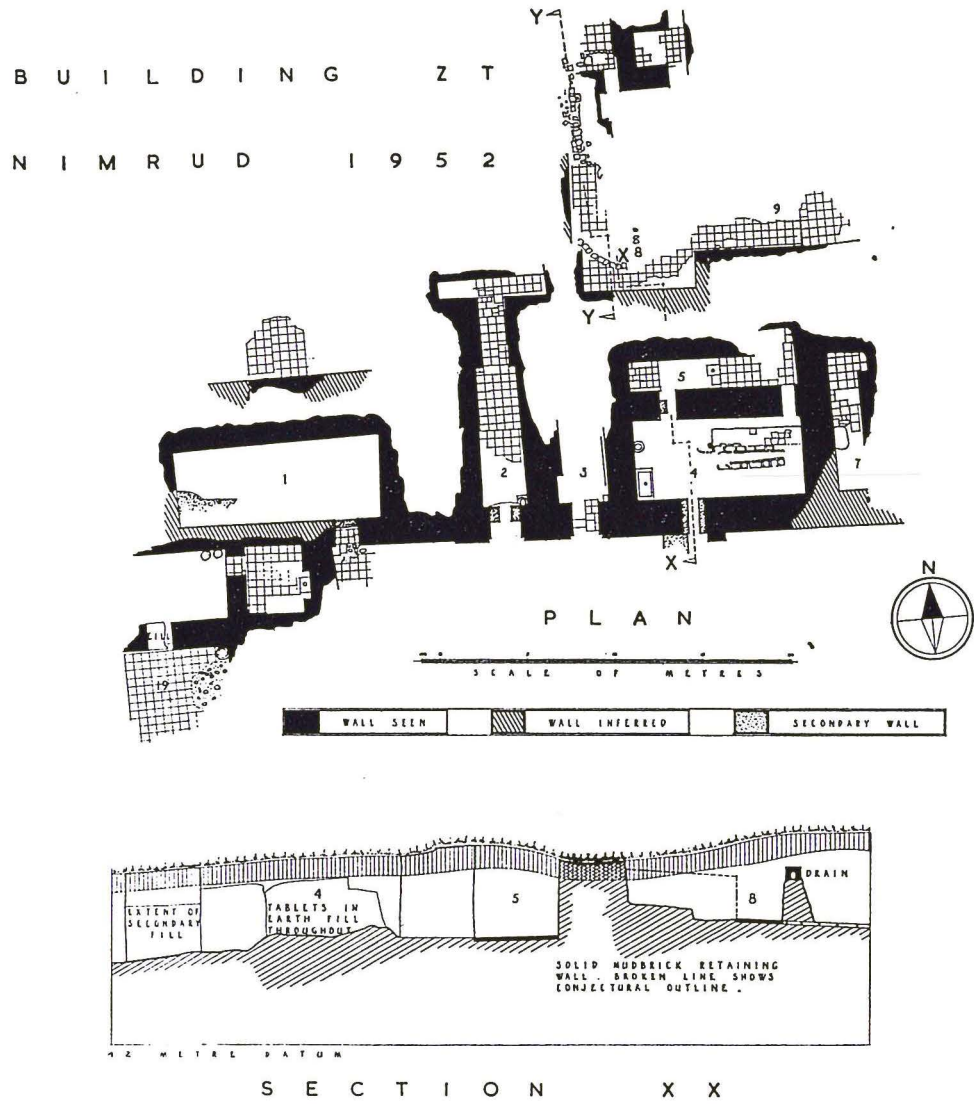 BUILDING ZT
NIMRUD 1952
Y
Y
X
8
8
9
5
1
2
3
4
7
X
19
N
PLAN
SCALE OF METRES
WALL SEEN
WALL INFERRED
SECONDARY WALL
EXTENT OF
SECONDARY
FILL
4
TABLETS IN
EARTH FILL
THROUGHOUT
5
8
DRAIN
SOLID MUDBRICK RETAINING
WALL. BROKEN LINE SHOWS
CONJECTURAL OUTLINE.
42 METRE DATUM
SECTION XX